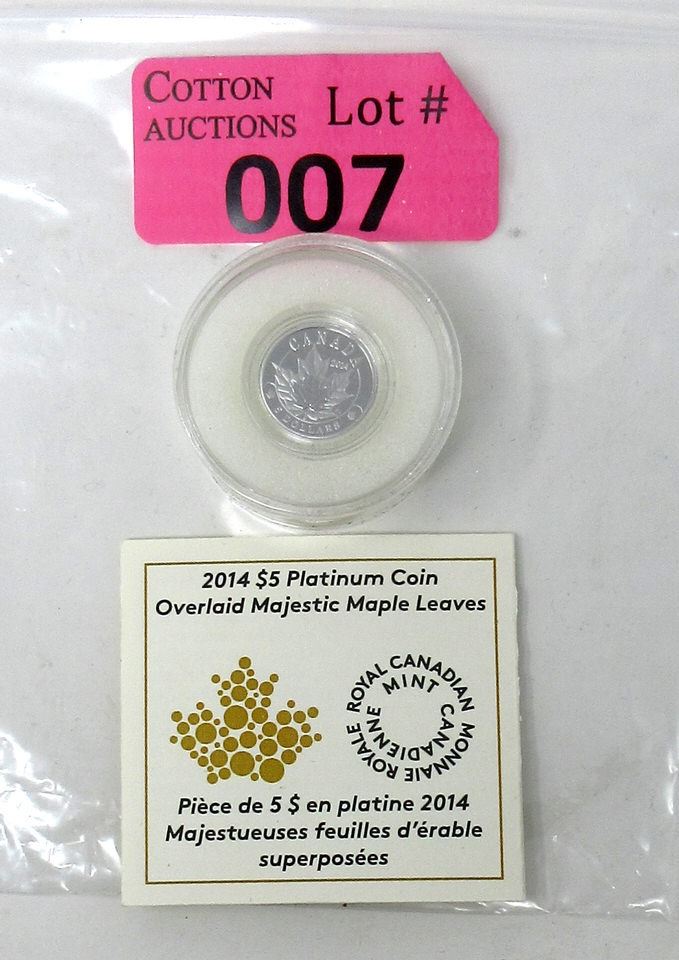 COTTON
AUCTIONS
Lot #
007
CANADA
2014
5 DOLLARS
2014 $5 Platinum Coin
Overlaid Majestic Maple Leaves
ROYAL CANADIAN MINT
MONNAIE ROYALE CANADIENNE
Pièce de 5 $ en platine 2014
Majestueuses feuilles d'érable
superposées